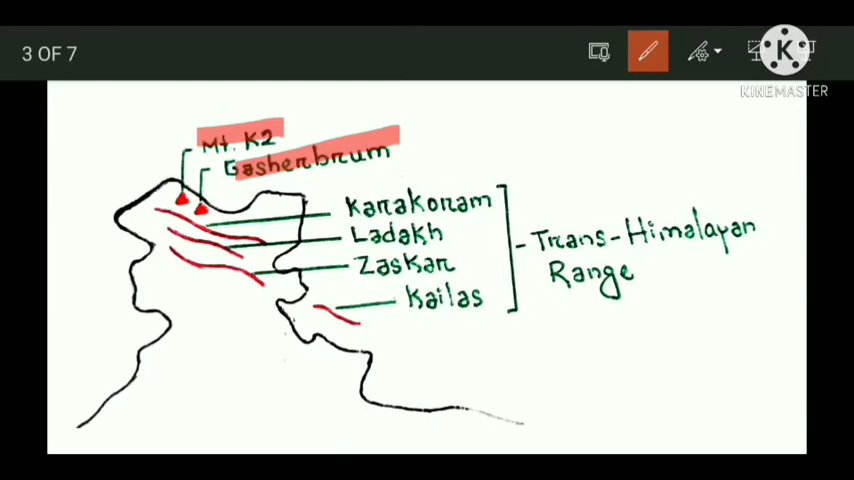 3 OF 7
K
KINEMASTER
Mt. K2
Gasherbrum
Karakoram
Ladakh
Zaskar
Kailas
Trans-Himalayan
Range